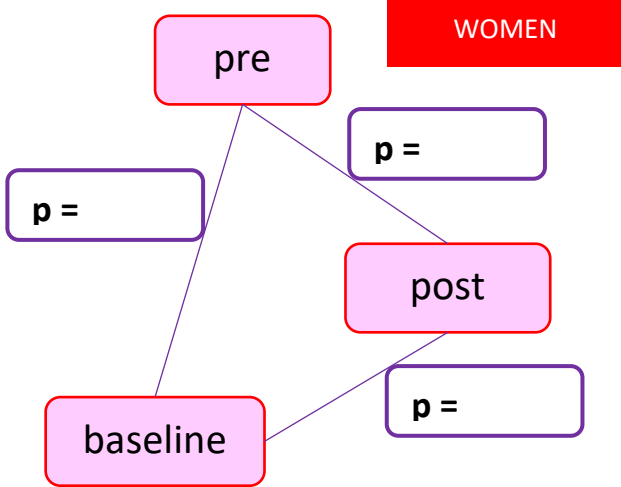 WOMEN
pre
p =
p =
post
p =
baseline